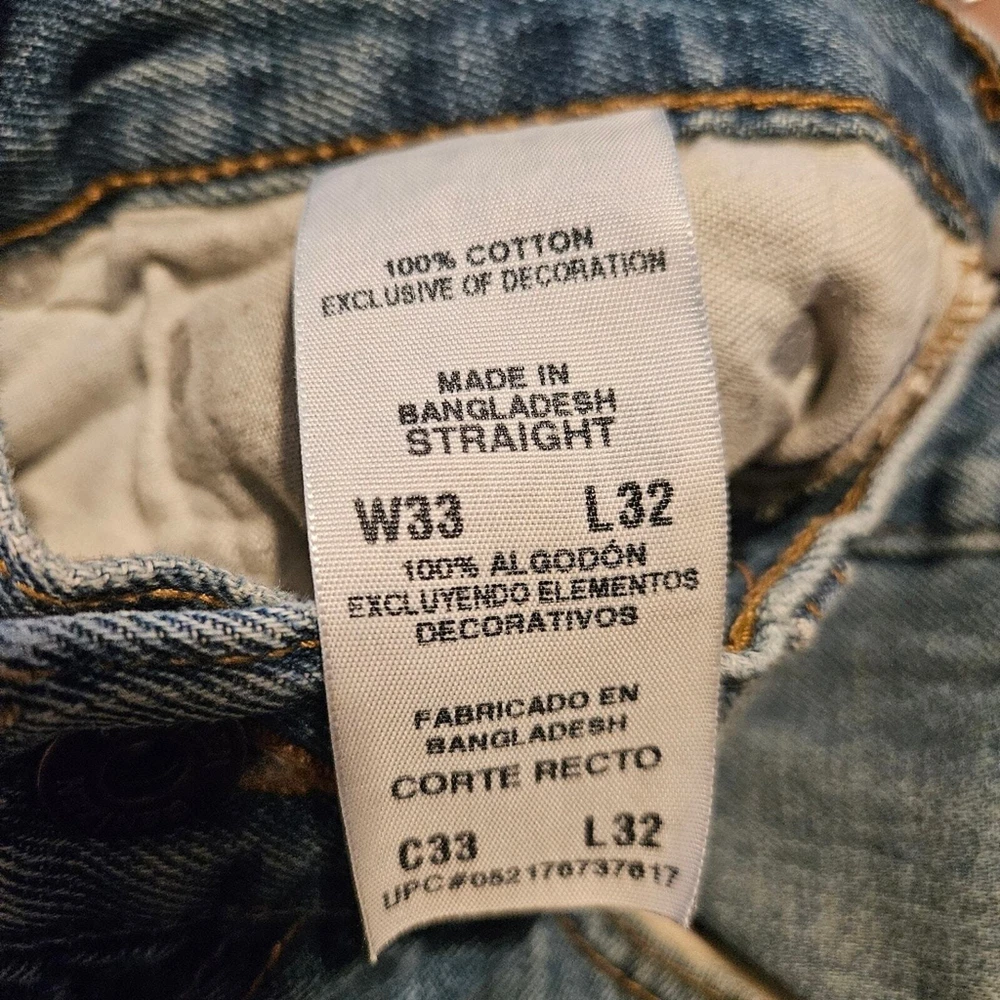 100% COTTON
EXCLUSIVE OF DECORATION
MADE IN
BANGLADESH
STRAIGHT
W33 L32
100% ALGODÓN
EXCLUYENDO ELEMENTOS
DECORATIVOS
FABRICADO EN
BANGLADESH
CORTE RECTO
C33 L32
UPC#052176737617